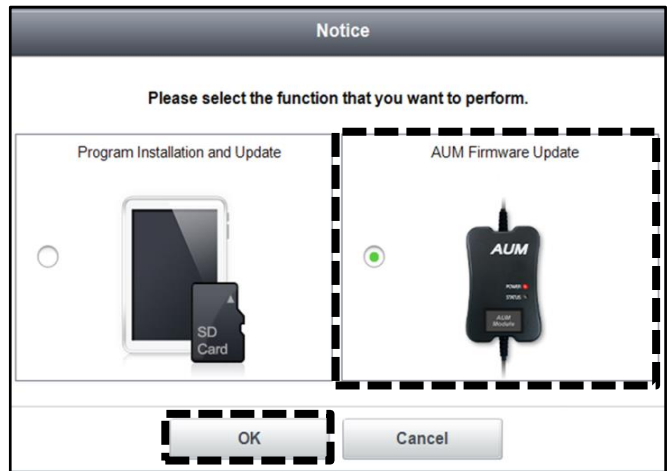 Notice
Please select the function that you want to perform.
Program Installation and Update
AUM Firmware Update
SD
Card
AUM
POWER
STATUS
AUM
Module
OK
Cancel